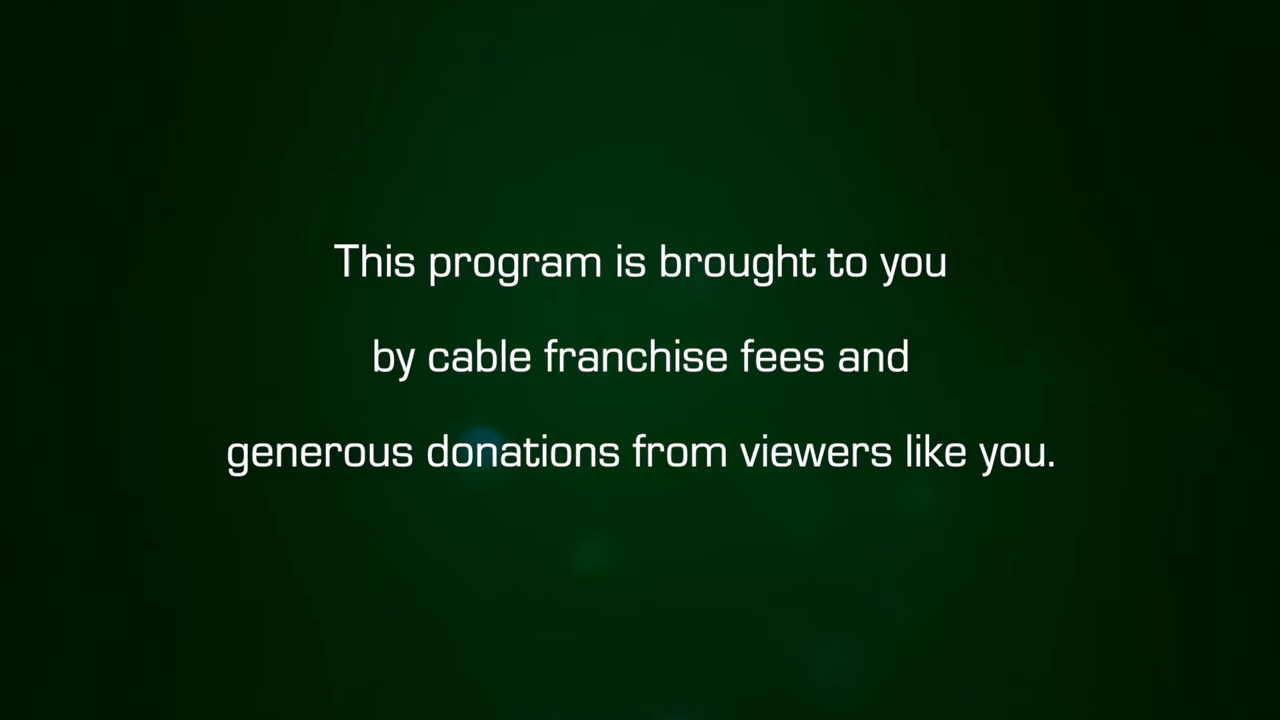 This program is brought to you
by cable franchise fees and
generous donations from viewers like you.